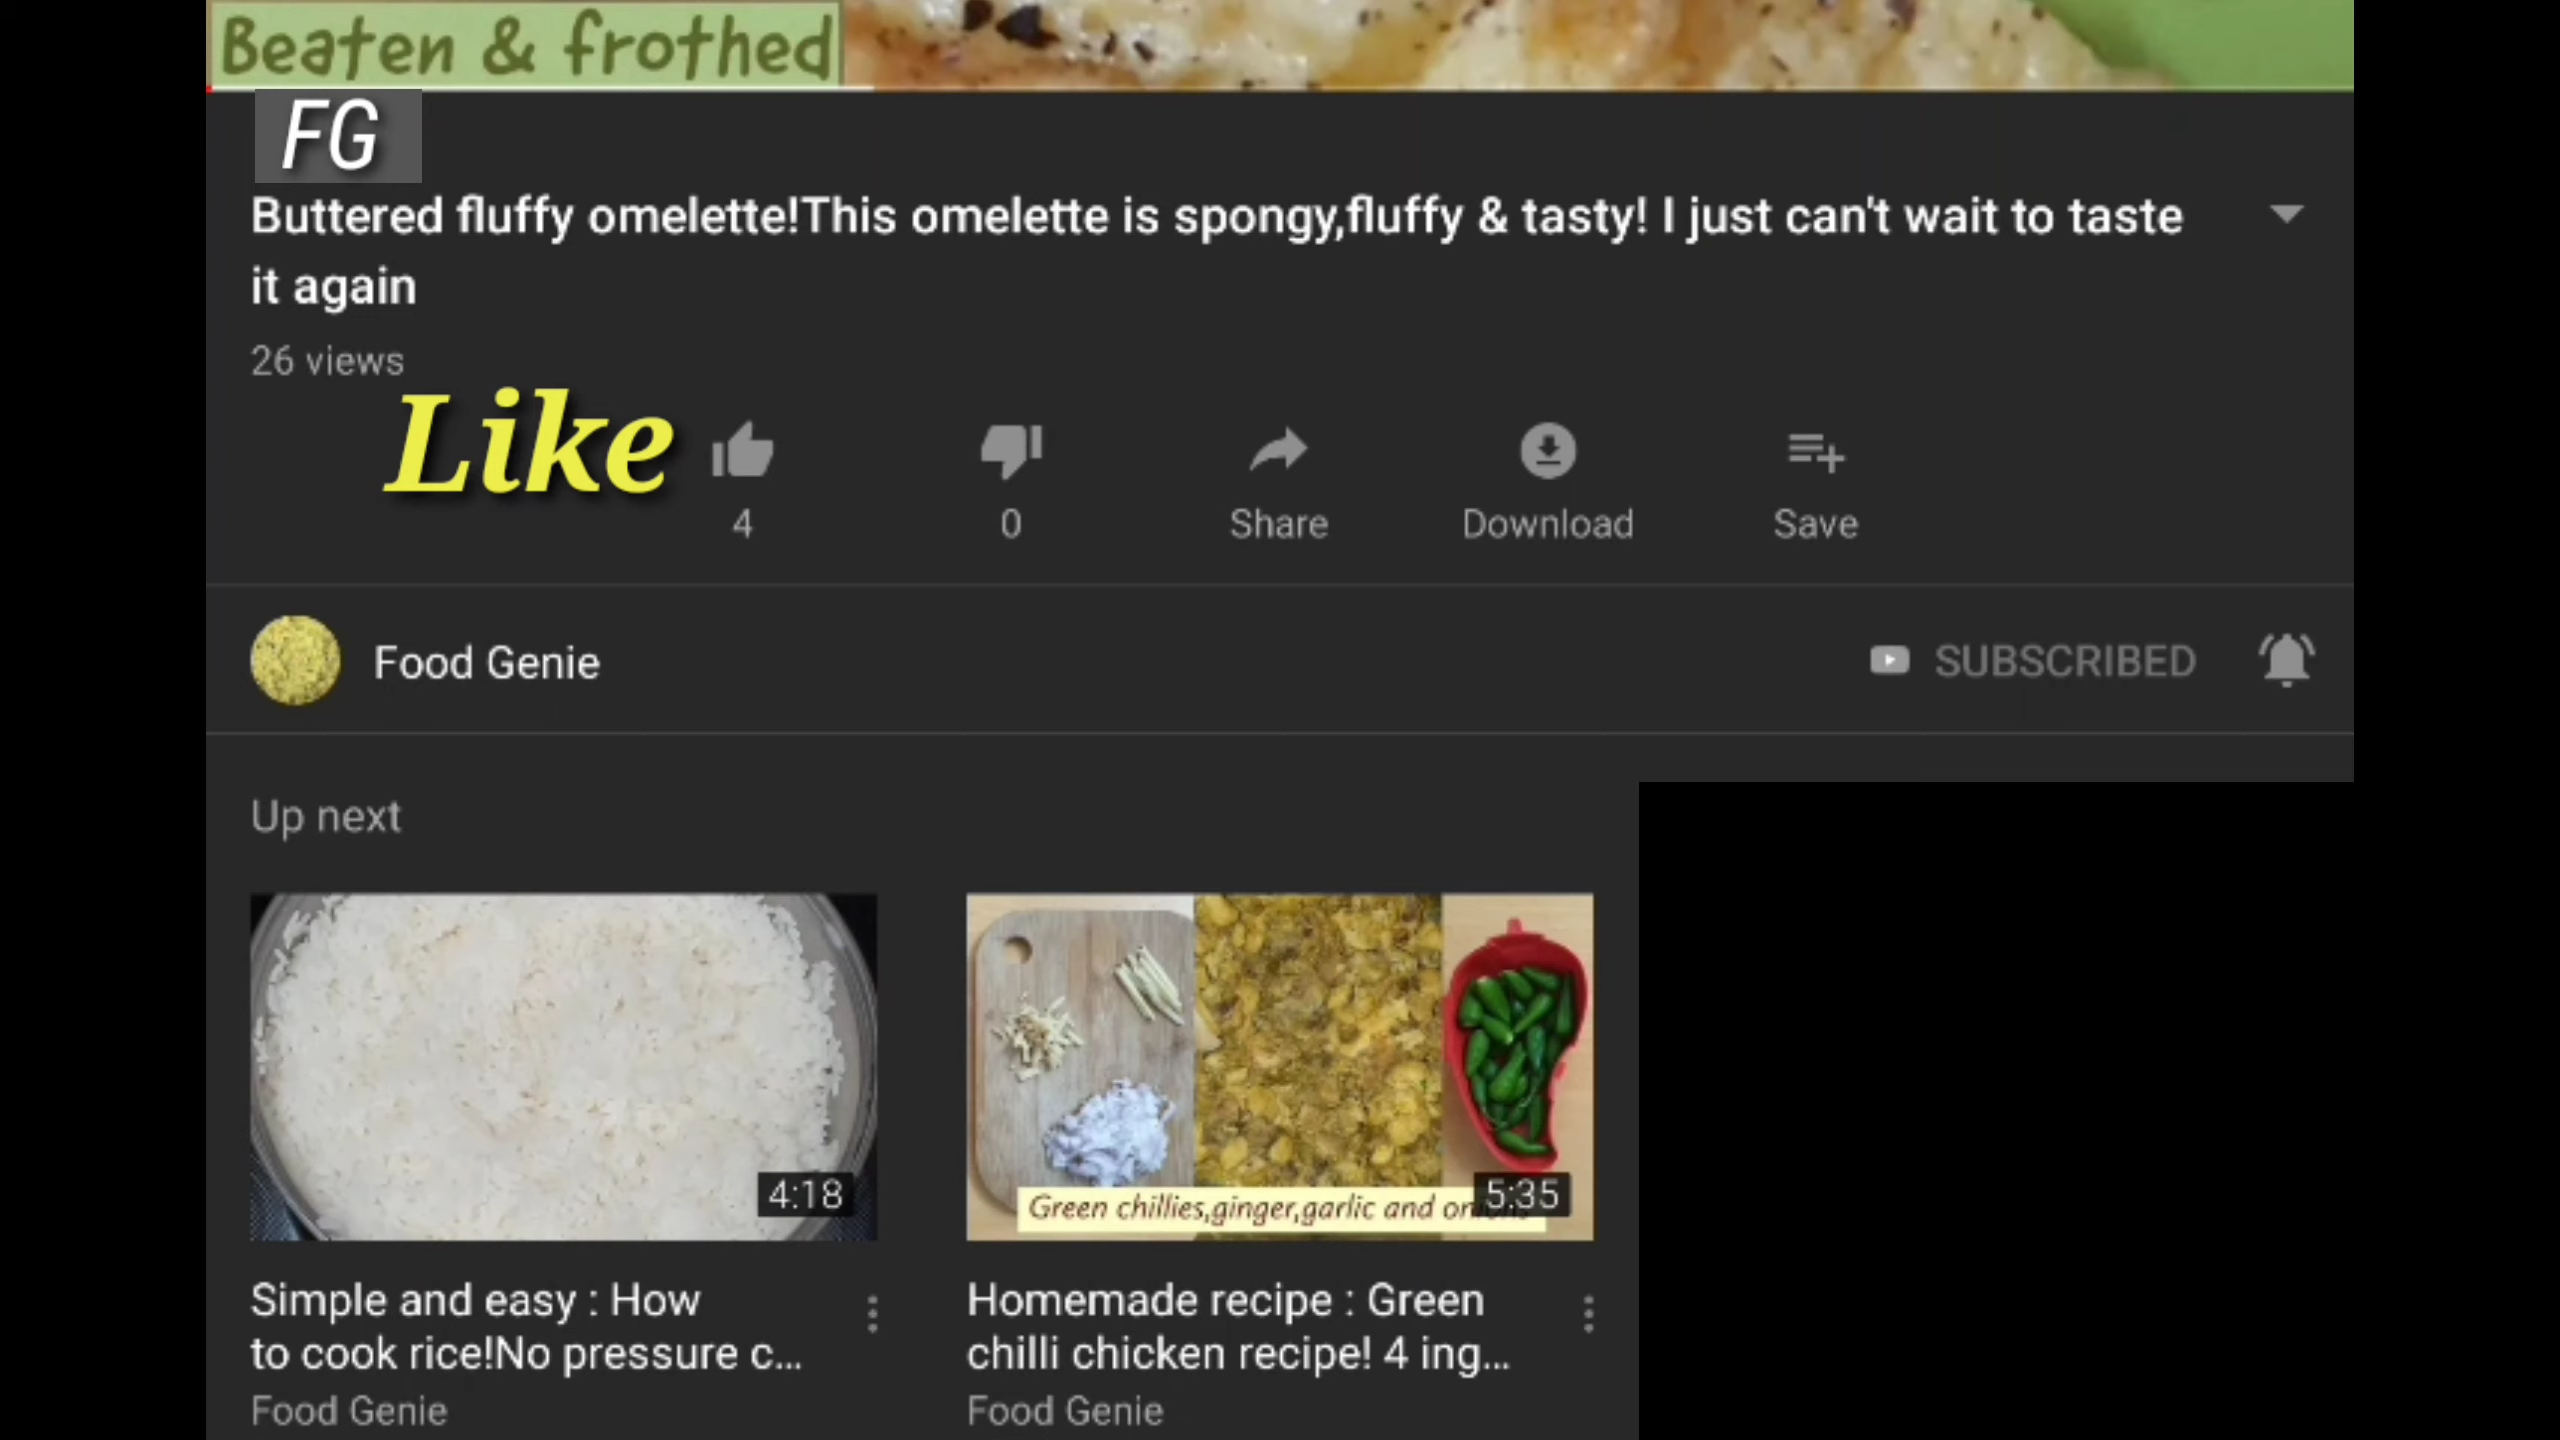 Beaten & frothed
FG
Buttered fluffy omelette!This omelette is spongy,fluffy & tasty! I just can't wait to taste
it again
26 views
Like
4
0
Share
Download
Save
Food Genie
SUBSCRIBED
Up next
4:18
Green chillies,ginger,garlic and
5:35
Simple and easy : How
to cook rice!No pressure c...
Food Genie
Homemade recipe : Green
chilli chicken recipe! 4 ing...
Food Genie